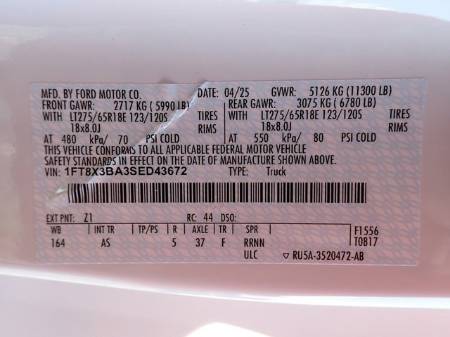 MFD. BY FORD MOTOR CO. DATE: 04/25 GVWR: 5126 KG (11300 LB)
FRONT GAWR: 2717 KG (5990 LB) REAR GAWR: 3075 KG (6780 LB)
WITH LT275/65R18E 123/120S TIRES WITH LT275/65R18E 123/120S TIRES
18x8.0J RIMS 18x8.0J RIMS
AT 480 kPa/ 70 PSI COLD AT 550 kPa/ 80 PSI COLD
THIS VEHICLE CONFORMS TO ALL APPLICABLE FEDERAL MOTOR VEHICLE
SAFETY STANDARDS IN EFFECT ON THE DATE OF MANUFACTURE SHOWN ABOVE.
VIN: 1FT8X3BA3SED43672 TYPE: Truck
EXT PNT: Z1 RC: 44 DSO:
WB INT TR TP/PS R AXLE TR SPR F1556
164 AS 5 37 F RRNN T0817
ULC RU5A-3520472-AB